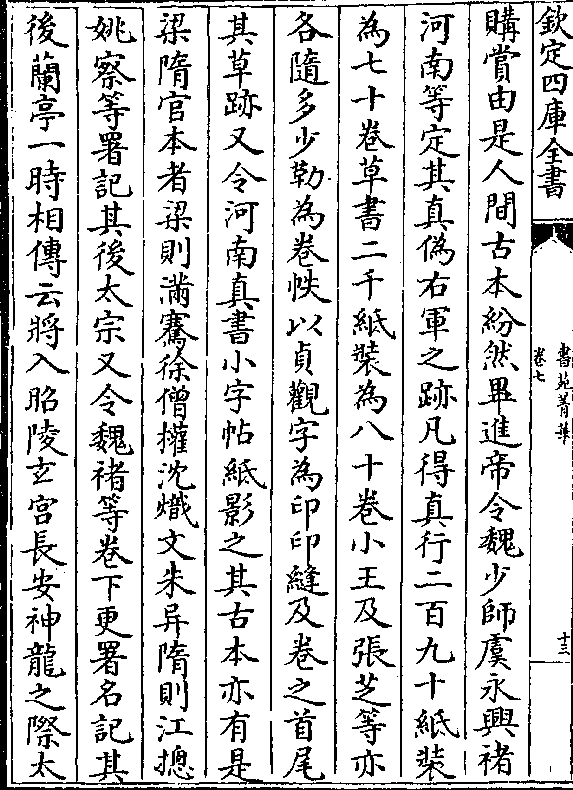 欽定四庫全書
書苑菁華
卷七
十三
購賞由是人間古本紛然畢進帝令魏少師虞永興禇
河南等定其真偽右軍之跡凡得真行二百九十紙裝
為七十卷草書二千紙裝為八十卷小王及張芝等亦
各隨多少勒為卷帙以貞觀字為印印縫及卷之首尾
其草跡又令河南真書小字帖紙影之其古本亦有是
梁隋官本者梁則滿騫徐僧權沈熾文朱异隋則江摠
姚察等署記其後太宗又令魏禇等卷下更署名記其
後蘭亭一時相傳云將入昭陵玄宮長安神龍之際太